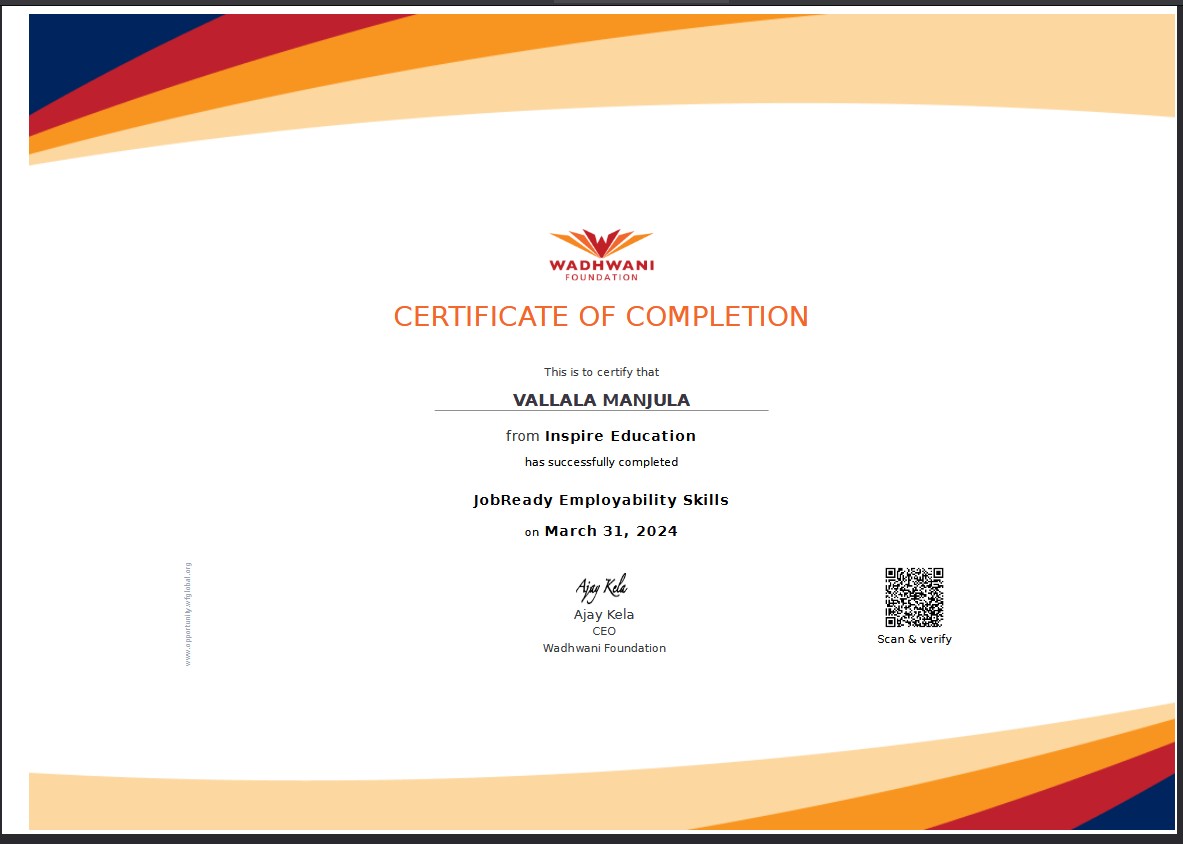 WADHWANI
FOUNDATION
CERTIFICATE OF COMPLETION
This is to certify that
VALLALA MANJULA
from Inspire Education
has successfully completed
JobReady Employability Skills
on March 31, 2024
www.opportunity.wfglobal.org
Ajay Kela
Ajay Kela
CEO
Wadhwani Foundation
Scan & verify